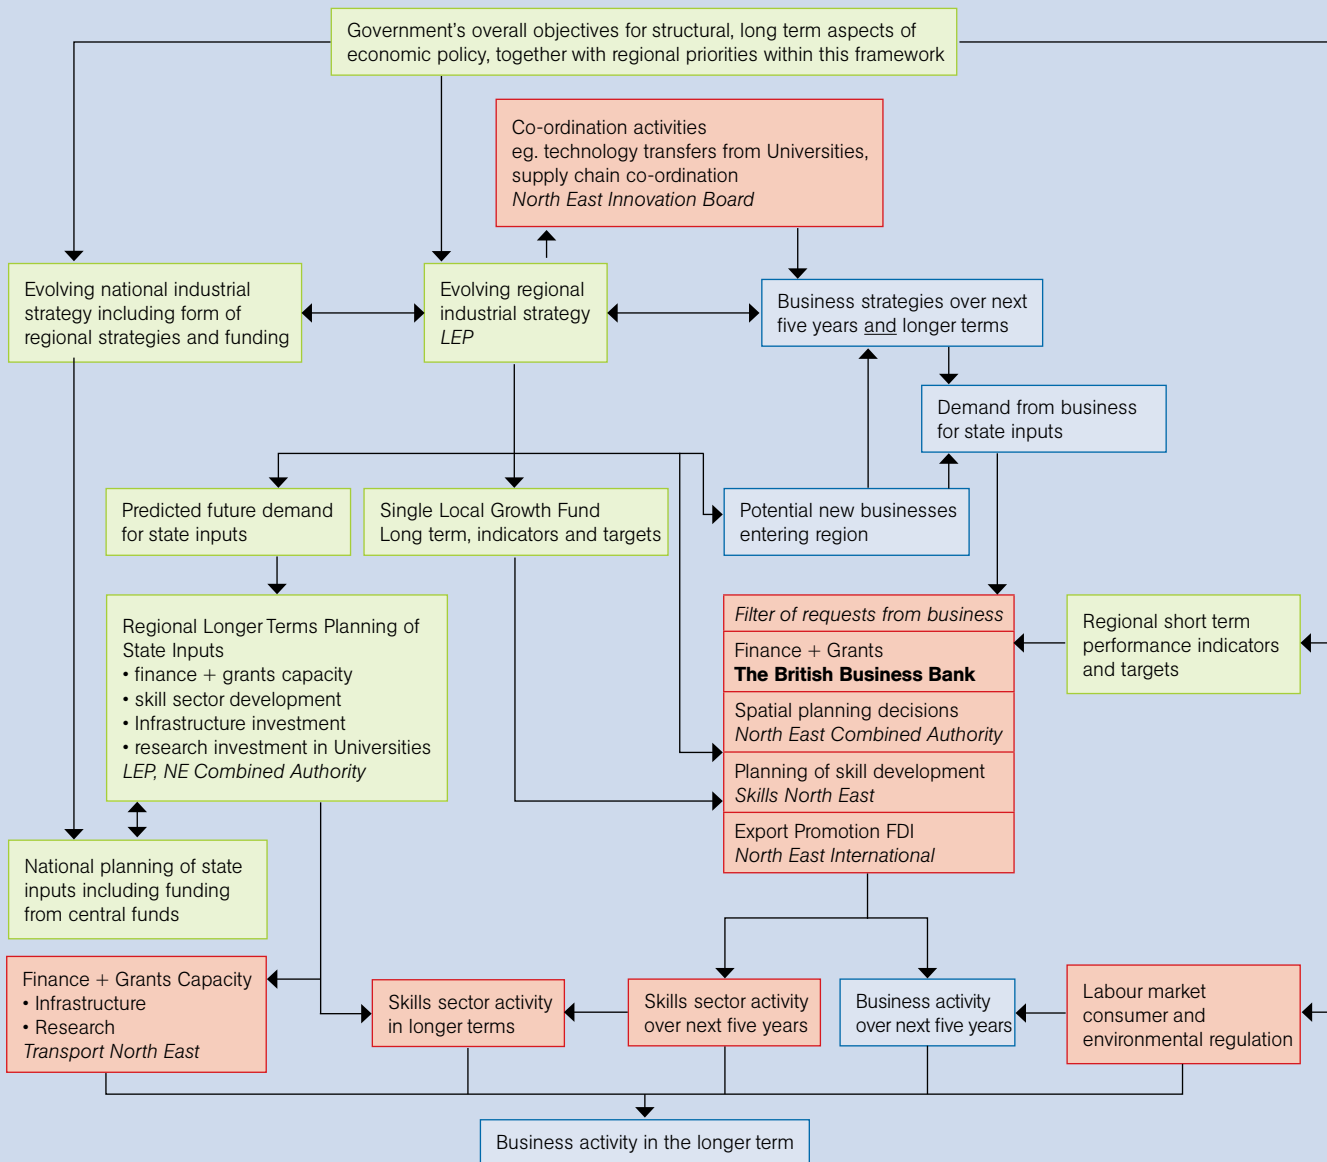 Government's overall objectives for structural, long term aspects of
economic policy, together with regional priorities within this framework
Co-ordination activities
eg. technology transfers from Universities,
supply chain co-ordination
North East Innovation Board
Evolving national industrial
strategy including form of
regional strategies and funding
Evolving regional
industrial strategy
LEP
Business strategies over next
five years and longer terms
Demand from business
for state inputs
Predicted future demand
for state inputs
Single Local Growth Fund
Long term, indicators and targets
Potential new businesses
entering region
Regional Longer Terms Planning of
State Inputs
• finance + grants capacity
• skill sector development
• Infrastructure investment
• research investment in Universities
LEP, NE Combined Authority
Filter of requests from business
Finance + Grants
The British Business Bank
Spatial planning decisions
North East Combined Authority
Planning of skill development
Skills North East
Export Promotion FDI
North East International
Regional short term
performance indicators
and targets
National planning of state
inputs including funding
from central funds
Finance + Grants Capacity
• Infrastructure
• Research
Transport North East
Skills sector activity
in longer terms
Skills sector activity
over next five years
Business activity
over next five years
Labour market
consumer and
environmental regulation
Business activity in the longer term